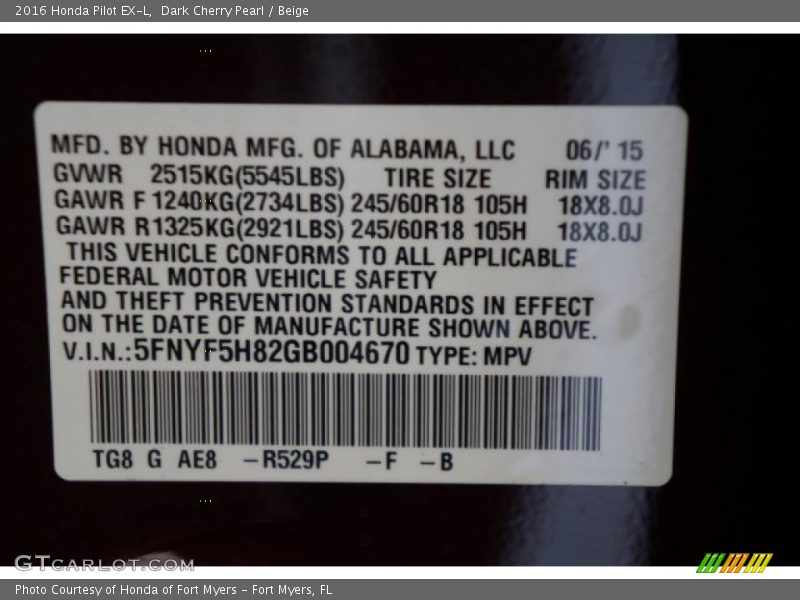 2016 Honda Pilot EX-L, Dark Cherry Pearl / Beige
MFD. BY HONDA MFG. OF ALABAMA, LLC 06/' 15
GVWR 2515KG(5545LBS) TIRE SIZE RIM SIZE
GAWR F 1240KG(2734LBS) 245/60R18 105H 18X8.0J
GAWR R1325KG(2921LBS) 245/60R18 105H 18X8.0J
THIS VEHICLE CONFORMS TO ALL APPLICABLE
FEDERAL MOTOR VEHICLE SAFETY
AND THEFT PREVENTION STANDARDS IN EFFECT
ON THE DATE OF MANUFACTURE SHOWN ABOVE.
V.I.N.:5FNYF5H82GB004670 TYPE: MPV
TG8 G AE8 –R529P –F –B
GTCARLOT.COM
Photo Courtesy of Honda of Fort Myers - Fort Myers, FL